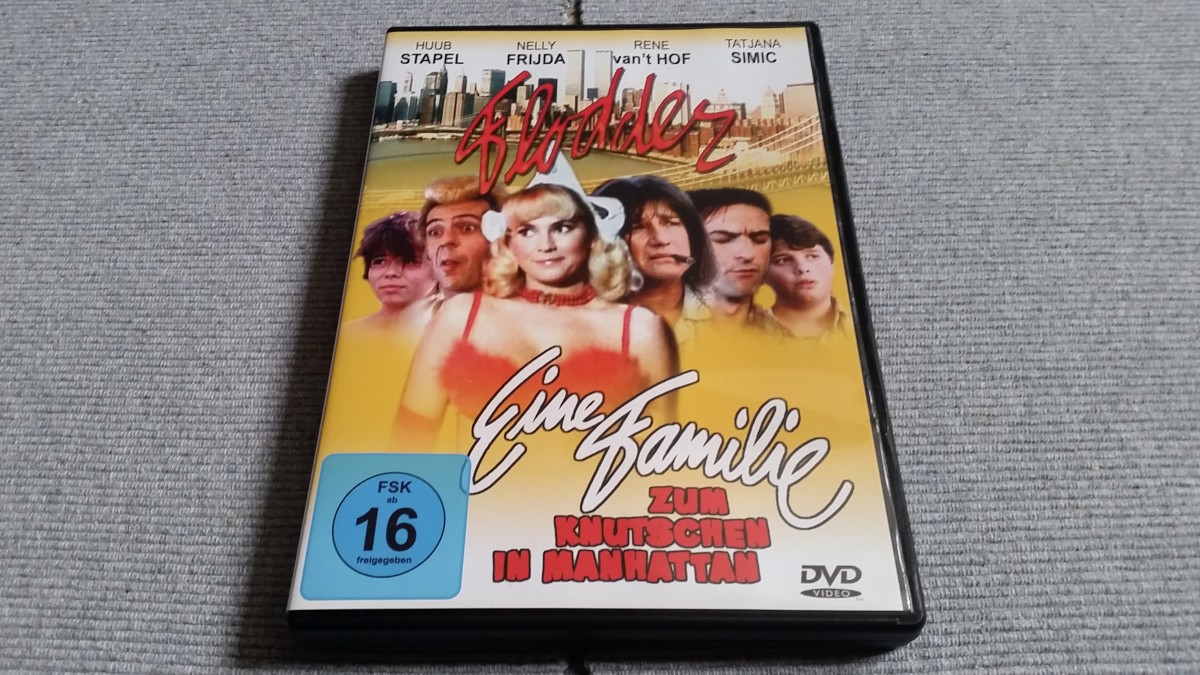 HUUB NELLY RENE TATJANA
STAPEL FRIJDA van't HOF SIMIC
Flodder
Eine Familie
ZUM
KNUTSCHEN
IN MANHATTAN
FSK
ab
16
freigegeben
DVD
VIDEO